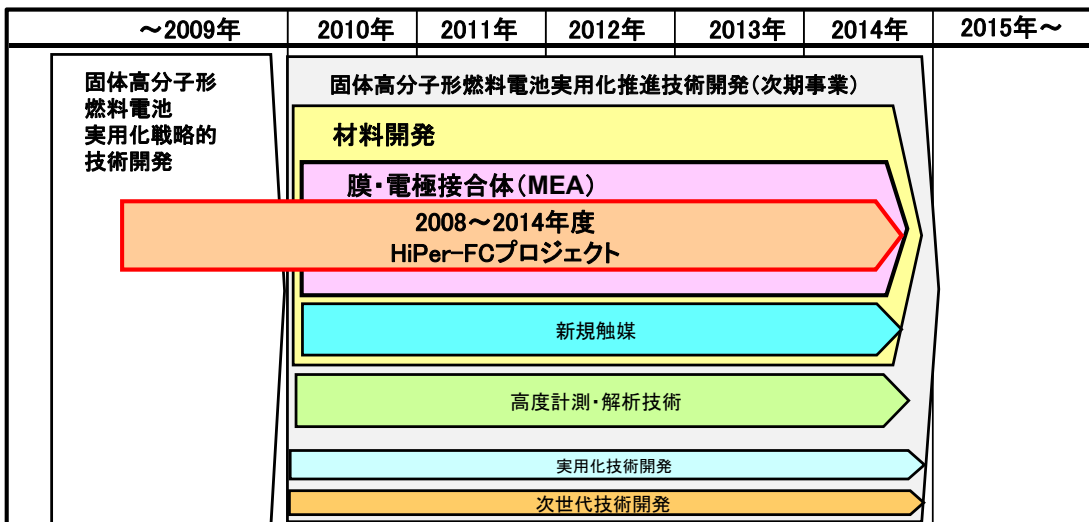 ～2009年
2010年
2011年
2012年
2013年
2014年
2015年～
固体高分子形
燃料電池
実用化戦略的
技術開発
固体高分子形燃料電池実用化推進技術開発（次期事業）
材料開発
膜・電極接合体（MEA）
2008～2014年度
HiPer-FCプロジェクト
新規触媒
高度計測・解析技術
実用化技術開発
次世代技術開発